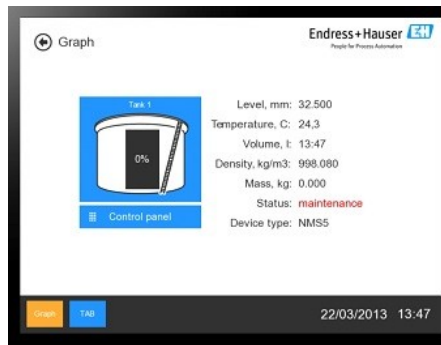 Graph
Endress+Hauser EH
People for Process Automation
Tank 1
0%
Control panel
Level, mm: 32.500
Temperature, C: 24,3
Volume, l: 13:47
Density, kg/m3: 998.080
Mass, kg: 0.000
Status: maintenance
Device type: NMS5
Graph TAB 22/03/2013 13:47